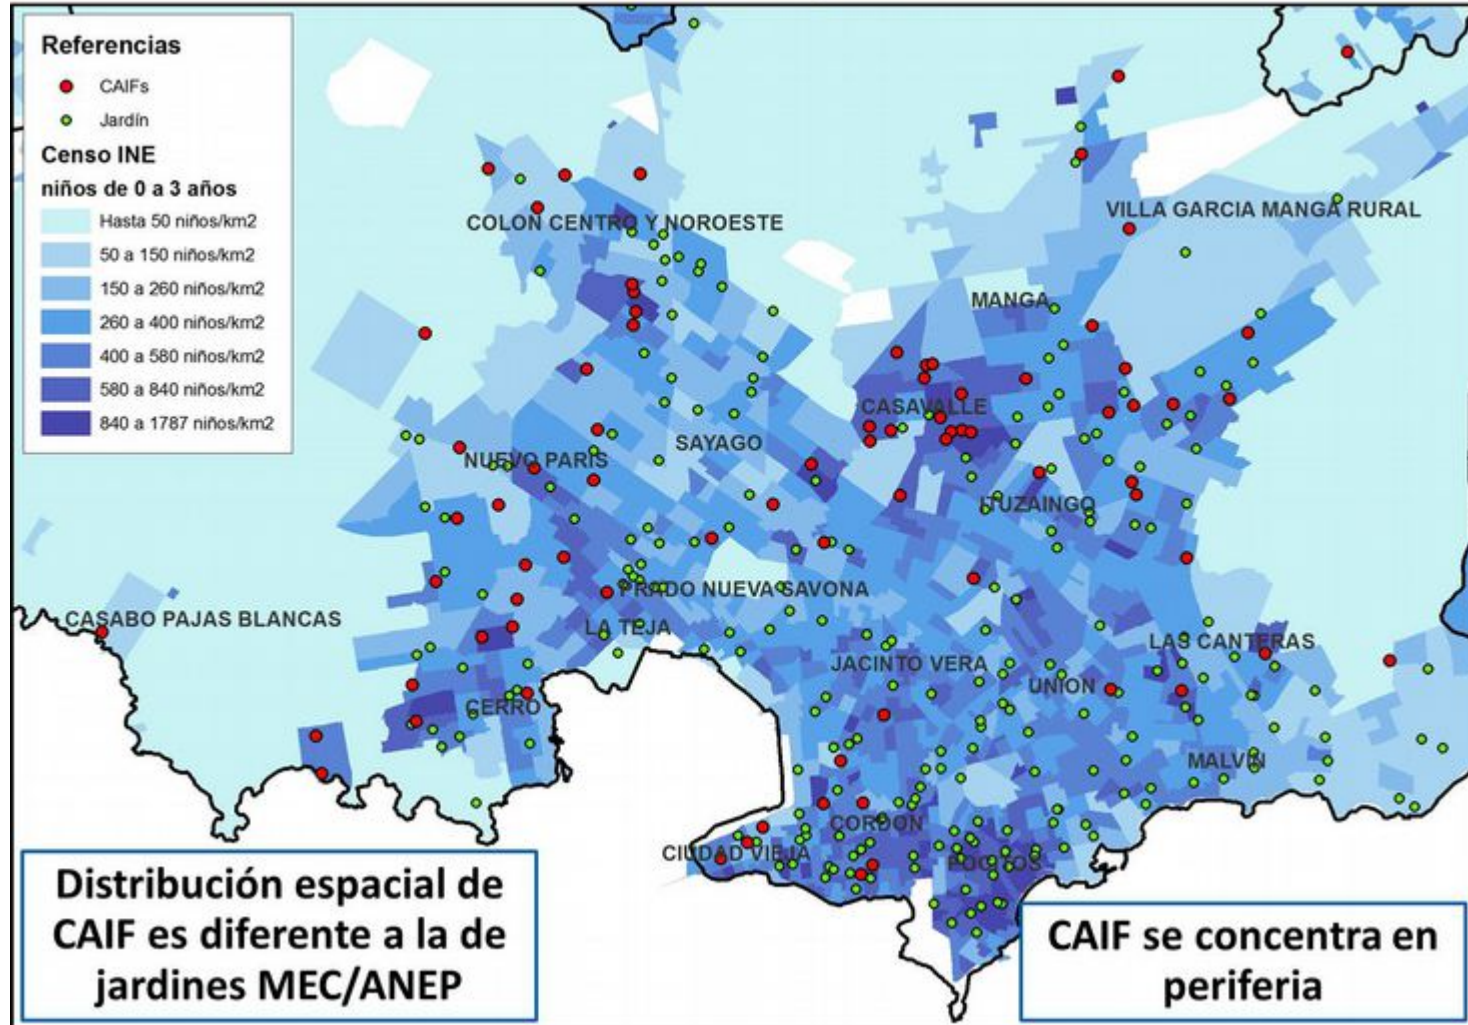 Referencias
CAIFs
Jardín
Censo INE
niños de 0 a 3 años
Hasta 50 niños/km2
50 a 150 niños/km2
150 a 260 niños/km2
260 a 400 niños/km2
400 a 580 niños/km2
580 a 840 niños/km2
840 a 1787 niños/km2
COLON CENTRO Y NOROESTE
VILLA GARCIA MANGA RURAL
MANGA
CASAVALLE
SAYAGO
NUEVO PARIS
ITUZAINGO
PRADO NUEVA SAVONA
CASABO PAJAS BLANCAS
LA TEJA
LAS CANTERAS
JACINTO VERA
UNION
CERRO
MALVIN
CORDON
CIUDAD VIEJA
POCITOS
Distribución espacial de
CAIF es diferente a la de
jardines MEC/ANEP
CAIF se concentra en
periferia